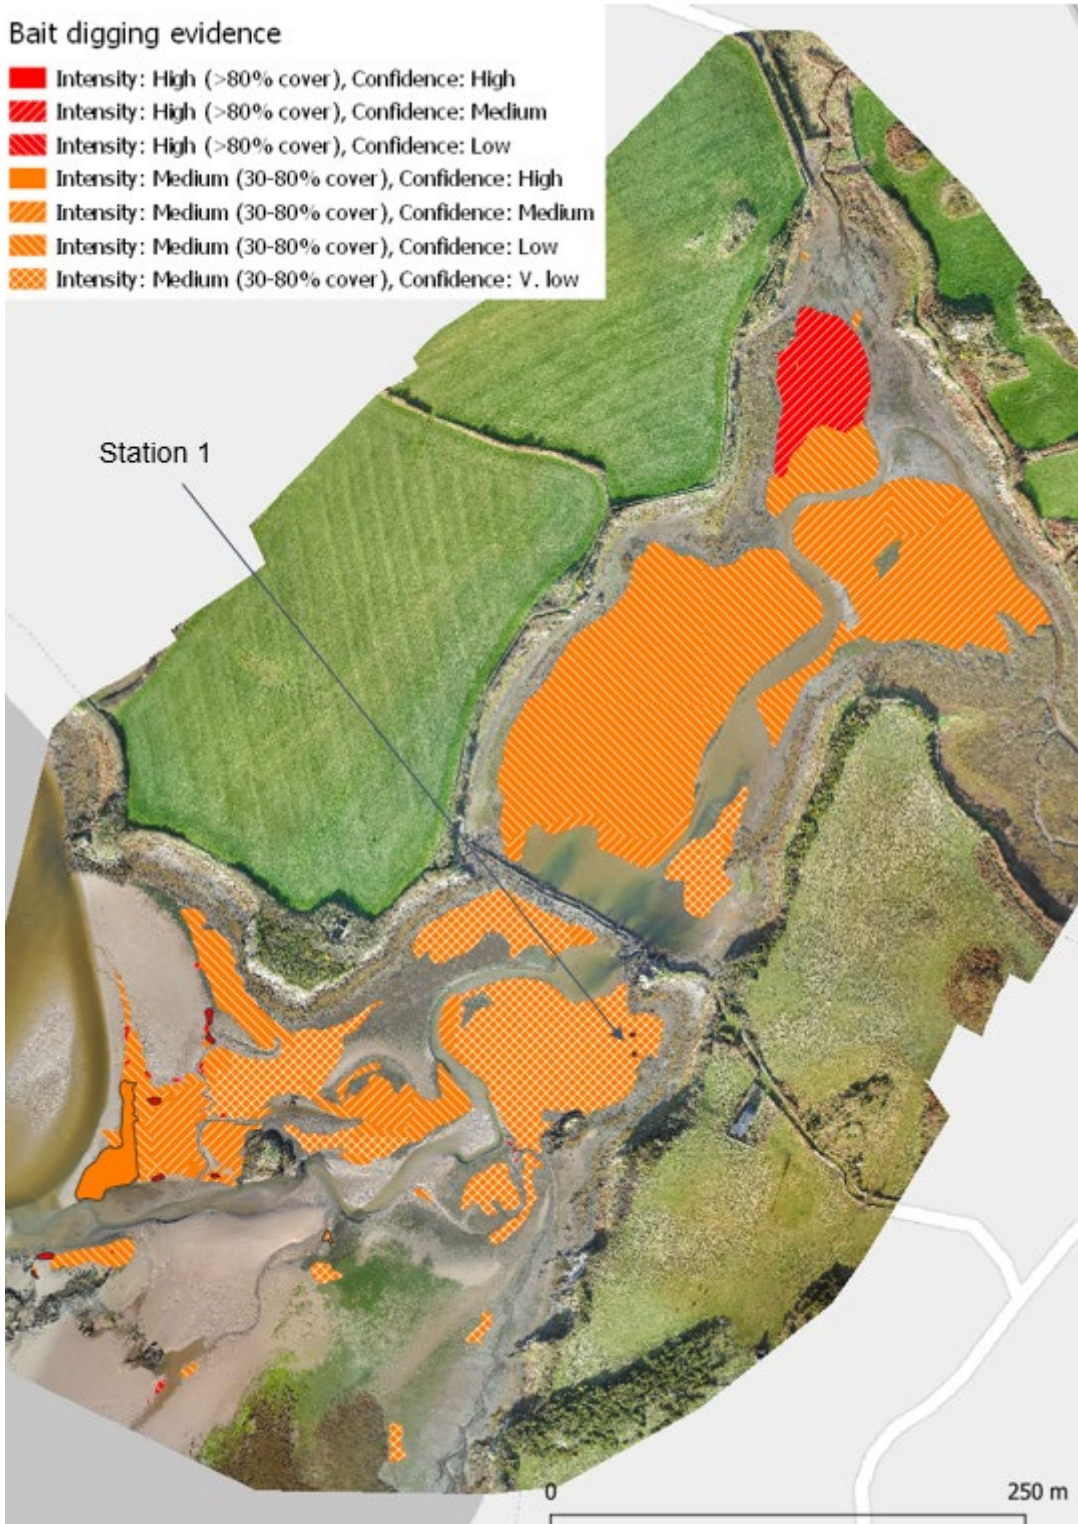 Bait digging evidence
Intensity: High (>80% cover), Confidence: High
Intensity: High (>80% cover), Confidence: Medium
Intensity: High (>80% cover), Confidence: Low
Intensity: Medium (30-80% cover), Confidence: High
Intensity: Medium (30-80% cover), Confidence: Medium
Intensity: Medium (30-80% cover), Confidence: Low
Intensity: Medium (30-80% cover), Confidence: V. low
Station 1
0 250 m